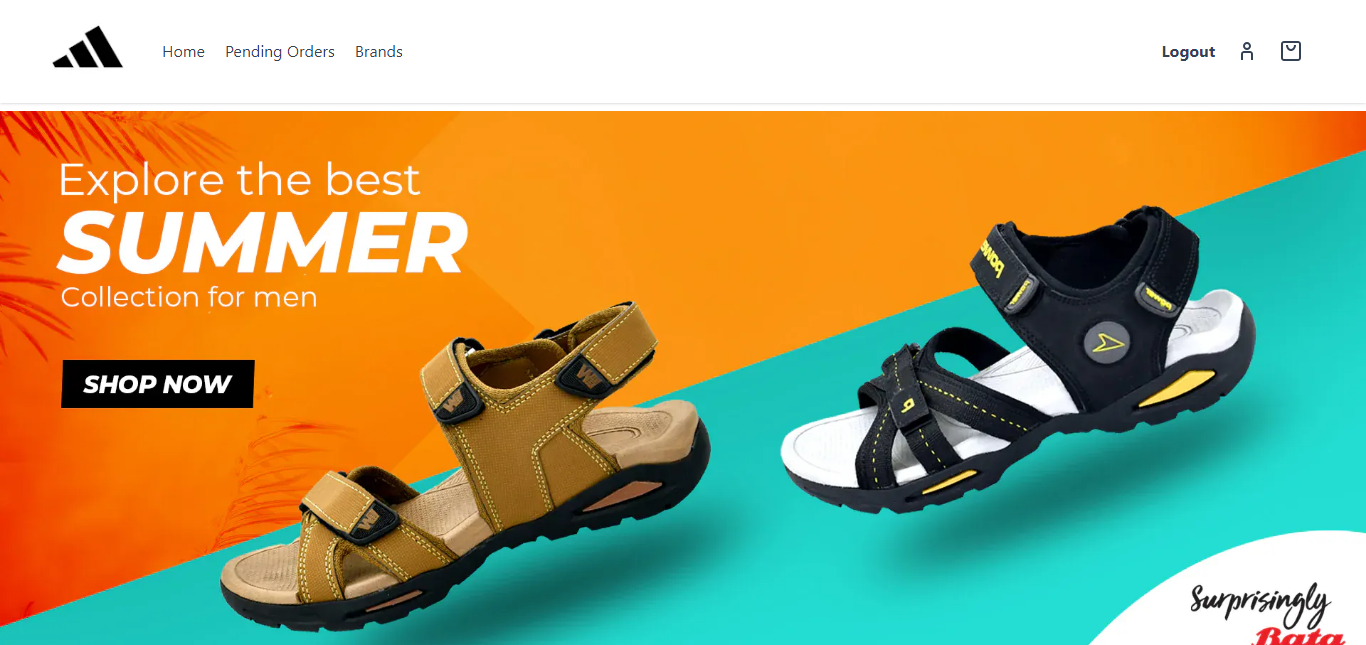 Home Pending Orders Brands Logout
Explore the best
SUMMER
Collection for men
SHOP NOW
Surprisingly
Bata